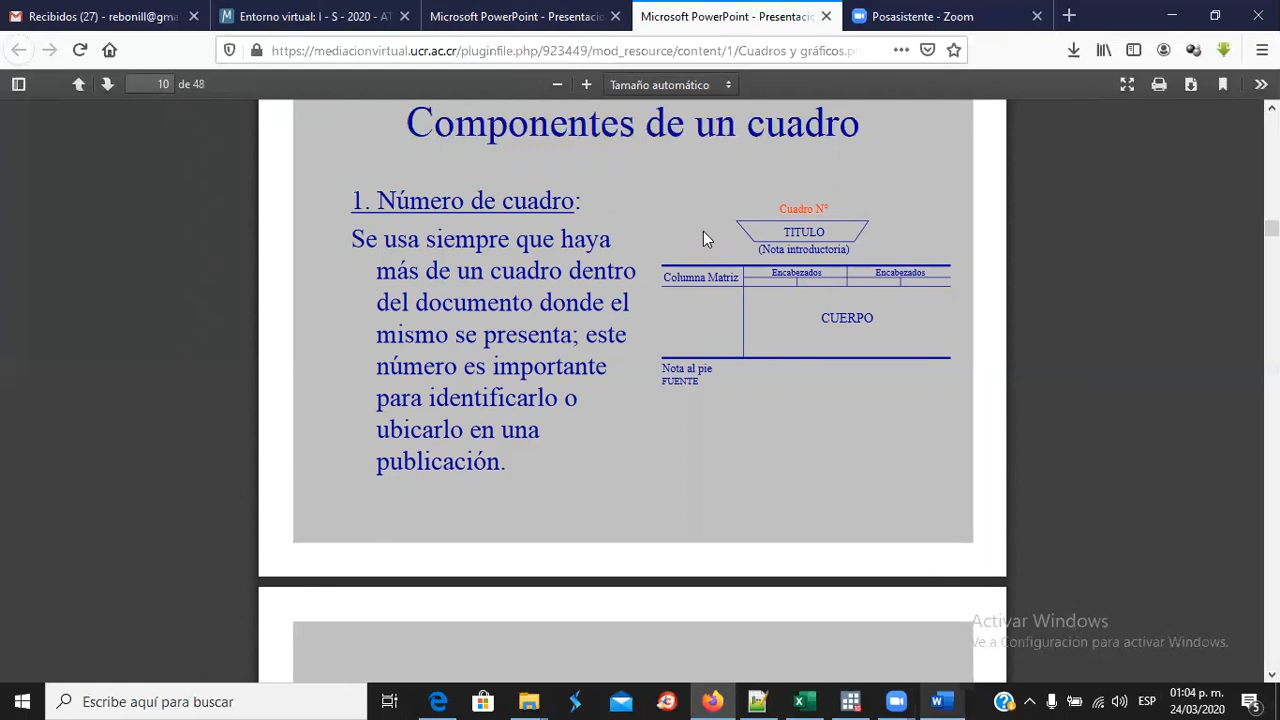 Recibidos (27) - rebonill@gma
Entorno virtual: I - S - 2020 - AT
Microsoft PowerPoint - Presentacio
Microsoft PowerPoint - Presentacio
Posasistente - Zoom
https://mediacionvirtual.ucr.ac.cr/pluginfile.php/923449/mod_resource/content/1/Cuadros y gráficos.p
10 de 48
Tamaño automático
Componentes de un cuadro
1. Número de cuadro:
Se usa siempre que haya
más de un cuadro dentro
del documento donde el
mismo se presenta; este
número es importante
para identificarlo o
ubicarlo en una
publicación.
Cuadro N°
TITULO
(Nota introductoria)
Columna Matriz
Encabezados
Encabezados
CUERPO
Nota al pie
FUENTE
Activar Windows
Ve a Configuración para activar Windows.
Escribe aquí para buscar
ESP
01:04 p. m.
24/03/2020
5